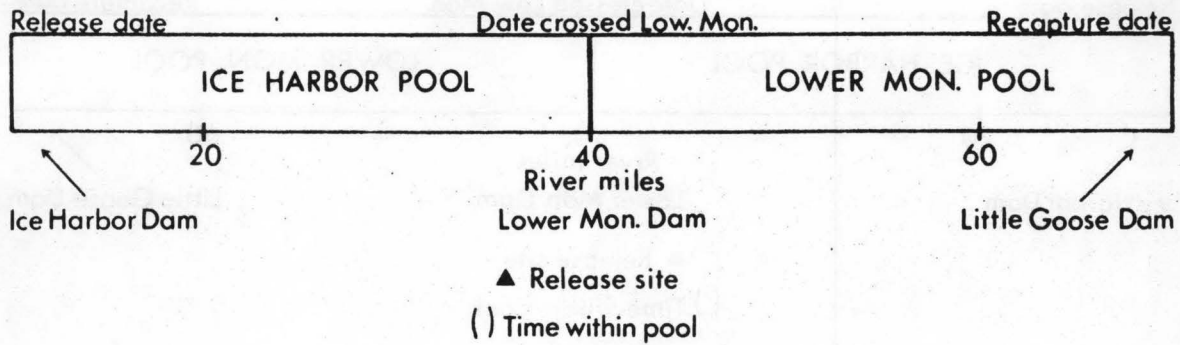 Release date Date crossed Low. Mon. Recapture date
ICE HARBOR POOL LOWER MON. POOL
20 40 60
River miles
Ice Harbor Dam Lower Mon. Dam Little Goose Dam
▲ Release site
( ) Time within pool